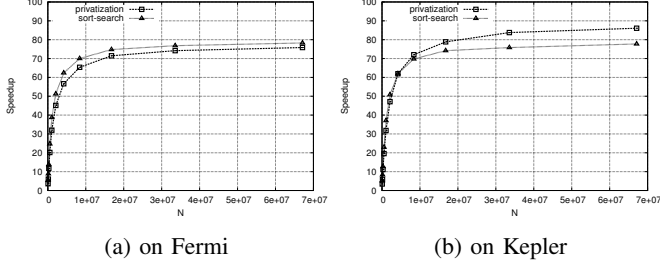 privatization
sort-search
100
90
80
70
60
50
40
30
20
10
0
Speedup
0 1e+07 2e+07 3e+07 4e+07 5e+07 6e+07 7e+07
N
(a) on Fermi
privatization
sort-search
100
90
80
70
60
50
40
30
20
10
0
Speedup
0 1e+07 2e+07 3e+07 4e+07 5e+07 6e+07 7e+07
N
(b) on Kepler